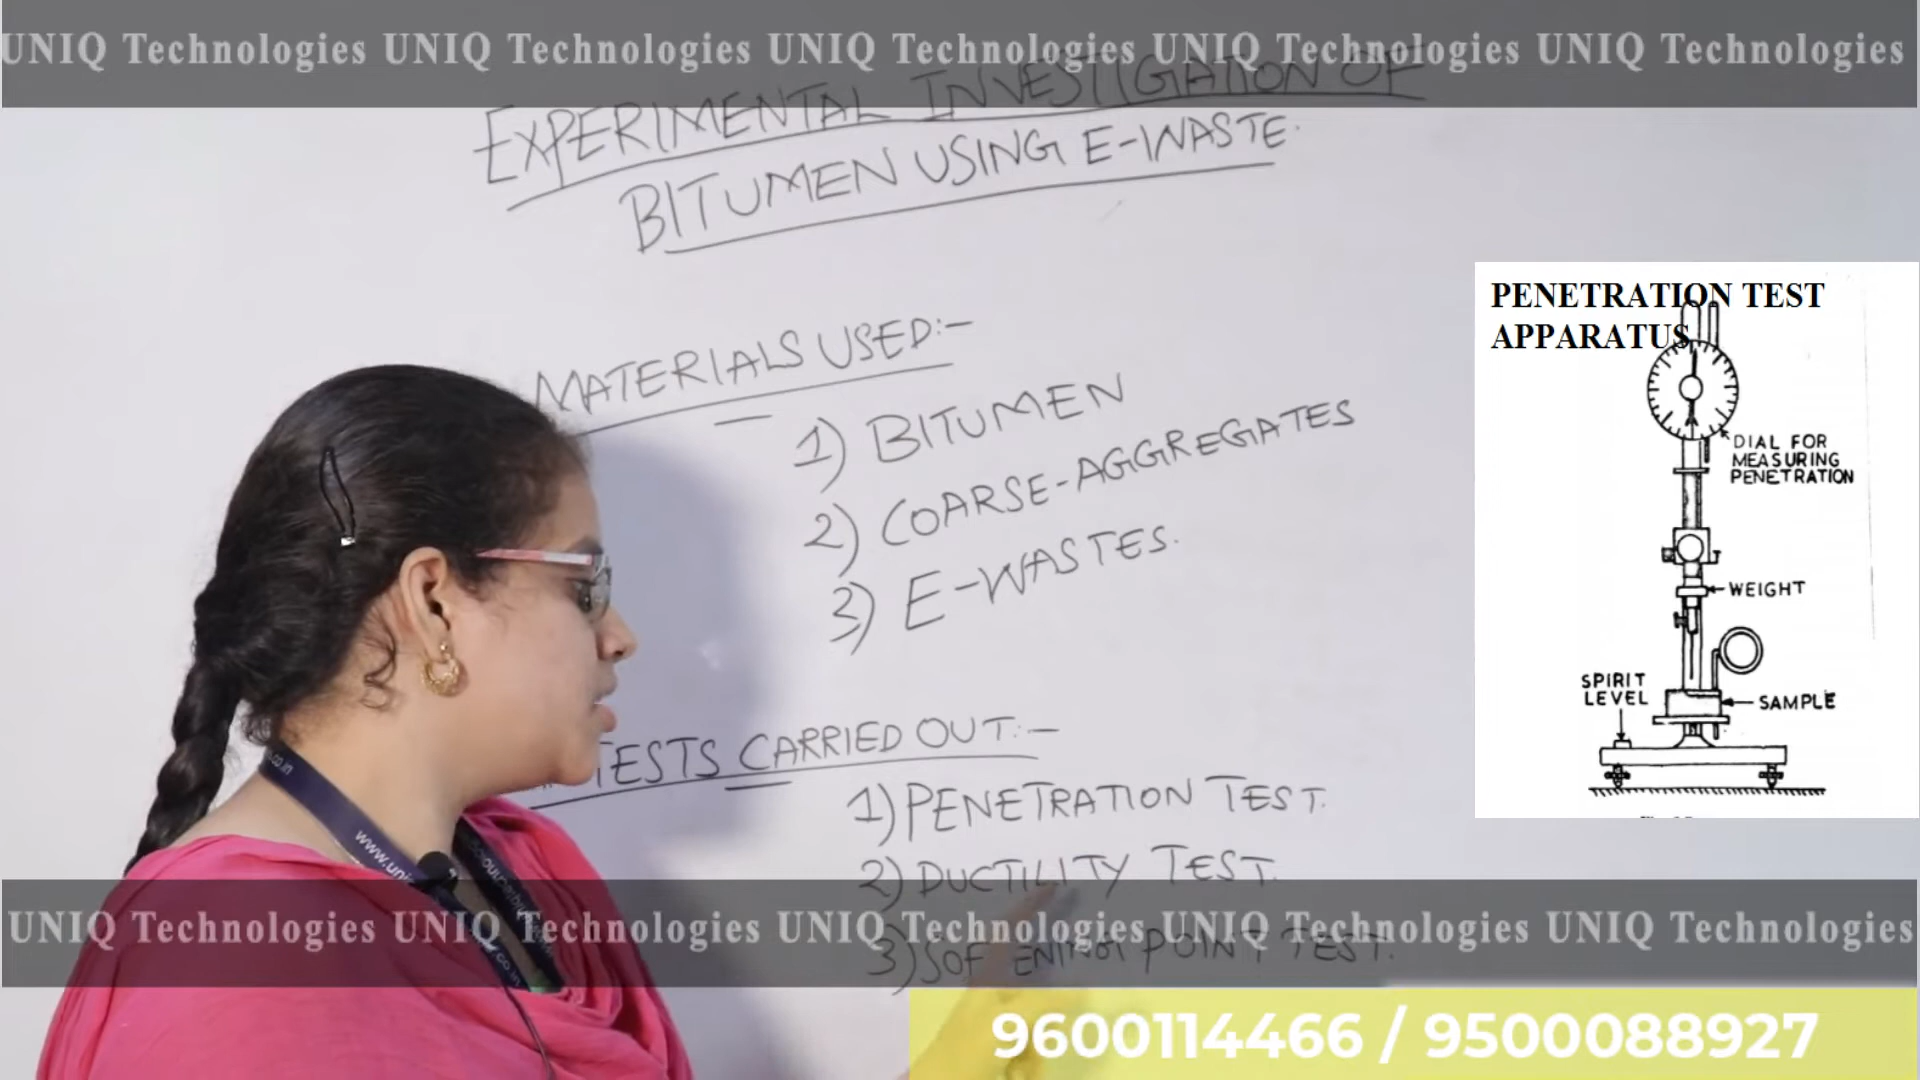 UNIQ Technologies UNIQ Technologies UNIQ Technologies UNIQ Technologies UNIQ Technologies
EXPERIMENTAL INVESTIGATION OF
BITUMEN USING E-WASTE.
MATERIALS USED:-
1) BITUMEN
2) COARSE-AGGREGATES
3) E-WASTES.
TESTS CARRIED OUT:-
1) PENETRATION TEST.
2) DUCTILITY TEST.
3) POINT TEST.
PENETRATION TEST
APPARATUS
DIAL FOR
MEASURING
PENETRATION
WEIGHT
SPIRIT
LEVEL
SAMPLE
UNIQ Technologies UNIQ Technologies UNIQ Technologies UNIQ Technologies UNIQ Technologies
9600114466 / 9500088927